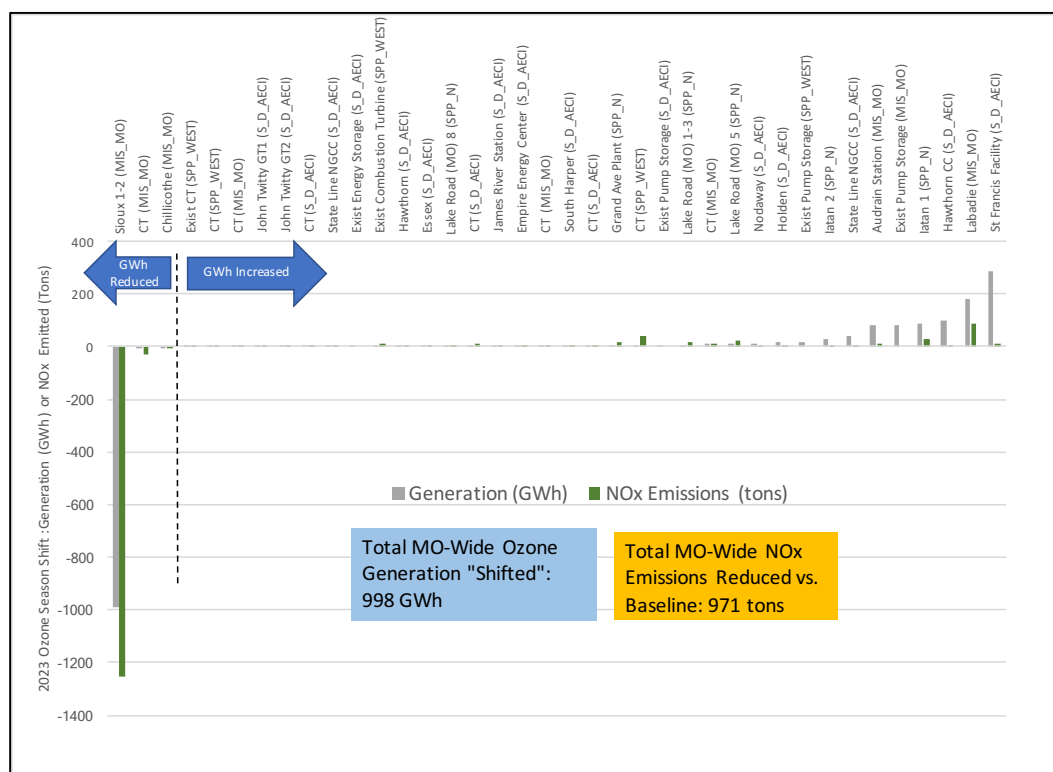 Sioux 1-2 (MIS_MO)
CT (MIS_MO)
Chillicothe (MIS_MO)
Exist CT (SPP_WEST)
CT (SPP_WEST)
CT (MIS_MO)
John Twitty GT1 (S_D_AECI)
John Twitty GT2 (S_D_AECI)
CT (S_D_AECI)
State Line NGCC (S_D_AECI)
Exist Energy Storage (S_D_AECI)
Exist Combustion Turbine (SPP_WEST)
Hawthorn (S_D_AECI)
Essex (S_D_AECI)
Lake Road (MO) 8 (SPP_N)
CT (S_D_AECI)
James River Station (S_D_AECI)
Empire Energy Center (S_D_AECI)
CT (MIS_MO)
South Harper (S_D_AECI)
CT (S_D_AECI)
Grand Ave Plant (SPP_N)
CT (SPP_WEST)
Exist Pump Storage (S_D_AECI)
Lake Road (MO) 1-3 (SPP_N)
CT (MIS_MO)
Lake Road (MO) 5 (SPP_N)
Nodaway (S_D_AECI)
Holden (S_D_AECI)
Exist Pump Storage (SPP_WEST)
Iatan 2 (SPP_N)
State Line NGCC (S_D_AECI)
Audrain Station (MIS_MO)
Exist Pump Storage (MIS_MO)
Iatan 1 (SPP_N)
Hawthorn CC (S_D_AECI)
Labadie (MIS_MO)
St Francis Facility (S_D_AECI)
2023 Ozone Season Shift :Generation (GWh) or NOx Emitted (Tons)
400
200
0
-200
-400
-600
-800
-1000
-1200
-1400
GWh
Reduced
GWh Increased
Generation (GWh)
NOx Emissions (tons)
Total MO-Wide Ozone
Generation "Shifted":
998 GWh
Total MO-Wide NOx
Emissions Reduced vs.
Baseline: 971 tons